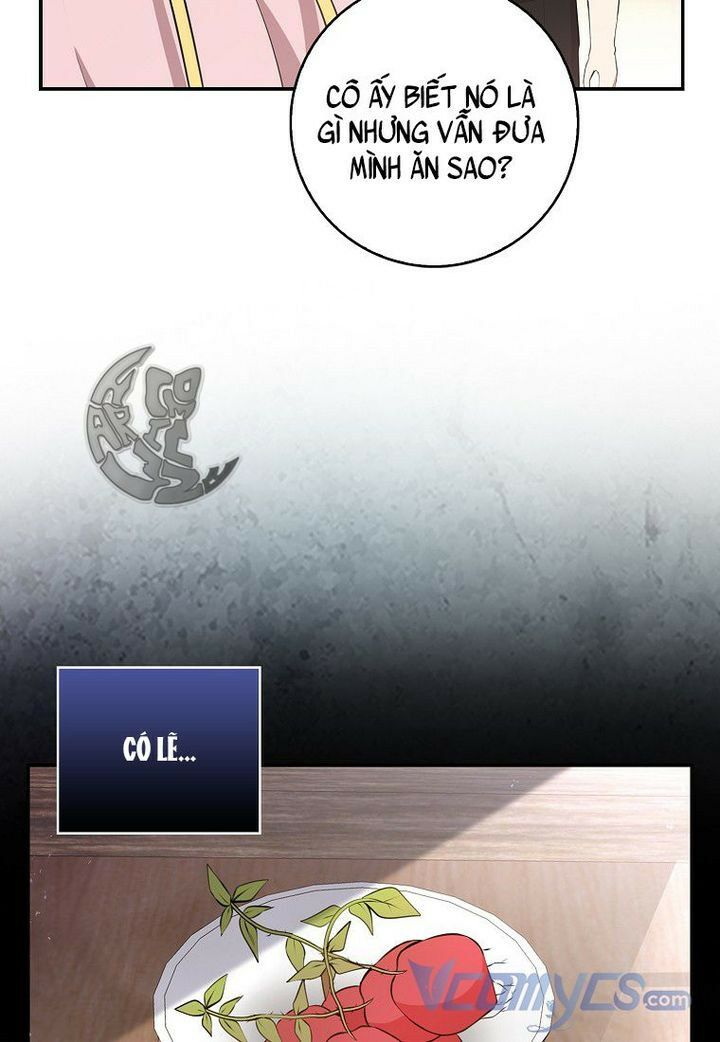 CÔ ẤY BIẾT NÓ LÀ
GÌ NHƯNG VẪN ĐƯA
MÌNH ĂN SAO?
CÓ LẼ...
VCOMYCS.COM